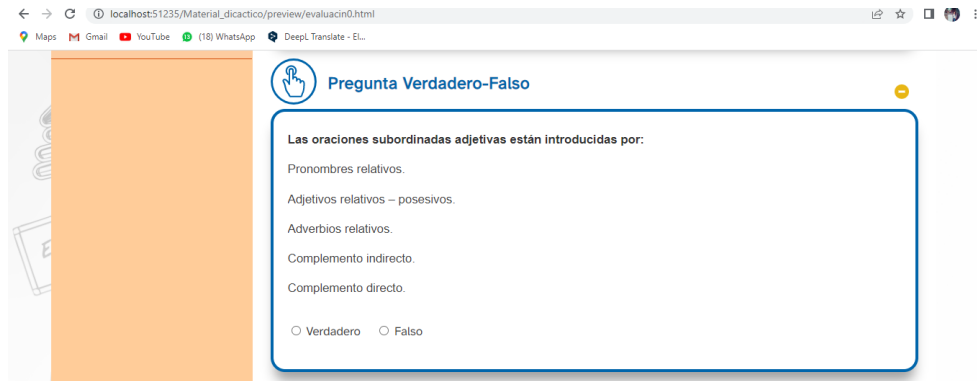 localhost:51235/Material_dicactico/preview/evaluacin0.html
Maps Gmail YouTube (18) WhatsApp DeepL Translate - El...
Pregunta Verdadero-Falso
Las oraciones subordinadas adjetivas están introducidas por:
Pronombres relativos.
Adjetivos relativos – posesivos.
Adverbios relativos.
Complemento indirecto.
Complemento directo.
Verdadero Falso